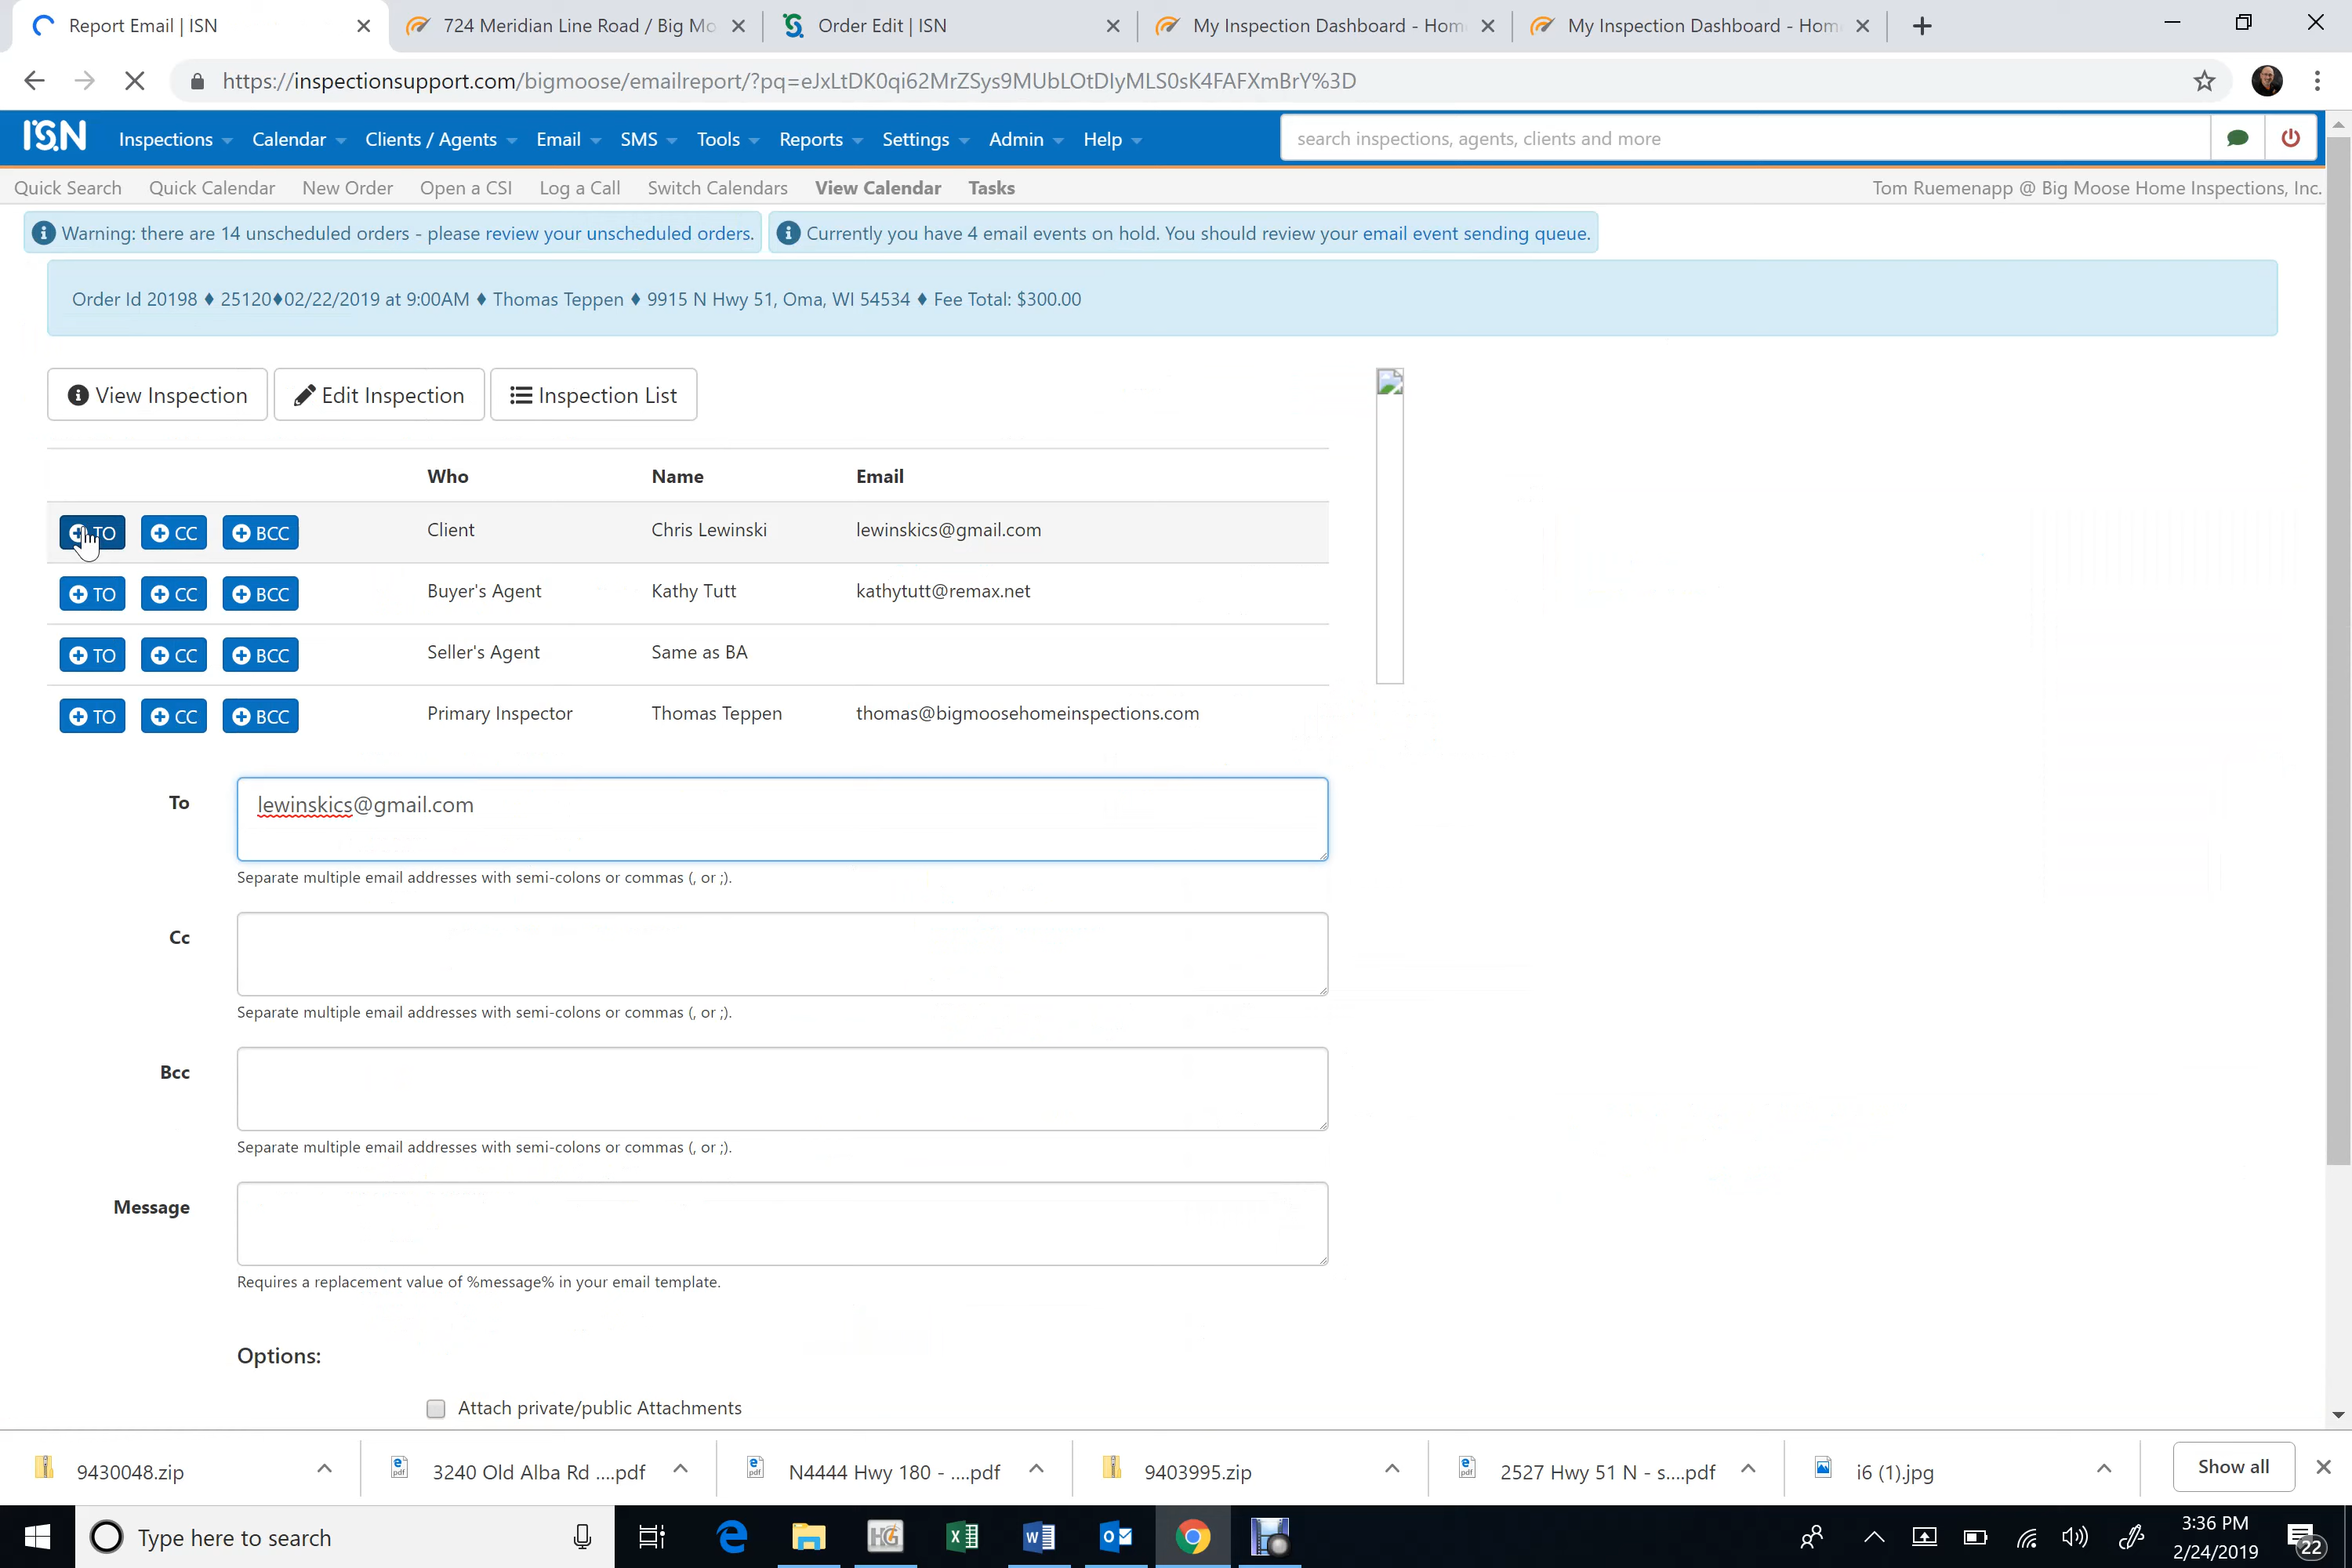 Report Email | ISN
724 Meridian Line Road / Big Mo
Order Edit | ISN
My Inspection Dashboard - Hom
My Inspection Dashboard - Hom
https://inspectionsupport.com/bigmoose/emailreport/?pq=eJxLtDK0qi62MrZSys9MUbLOtDIyMLS0sK4FAFXmBrY%3D
ISN Inspections Calendar Clients / Agents Email SMS Tools Reports Settings Admin Help search inspections, agents, clients and more
Quick Search Quick Calendar New Order Open a CSI Log a Call Switch Calendars View Calendar Tasks Tom Ruemenapp @ Big Moose Home Inspections, Inc.
Warning: there are 14 unscheduled orders - please review your unscheduled orders. Currently you have 4 email events on hold. You should review your email event sending queue.
Order Id 20198 ♦ 25120♦02/22/2019 at 9:00AM ♦ Thomas Teppen ♦ 9915 N Hwy 51, Oma, WI 54534 ♦ Fee Total: $300.00
View Inspection Edit Inspection Inspection List
Who Name Email
TO CC BCC Client Chris Lewinski lewinskics@gmail.com
TO CC BCC Buyer's Agent Kathy Tutt kathytutt@remax.net
TO CC BCC Seller's Agent Same as BA
TO CC BCC Primary Inspector Thomas Teppen thomas@bigmoosehomeinspections.com
To lewinskics@gmail.com
Separate multiple email addresses with semi-colons or commas (, or ;).
Cc
Separate multiple email addresses with semi-colons or commas (, or ;).
Bcc
Separate multiple email addresses with semi-colons or commas (, or ;).
Message
Requires a replacement value of %message% in your email template.
Options:
Attach private/public Attachments
9430048.zip 3240 Old Alba Rd ....pdf N4444 Hwy 180 - ....pdf 9403995.zip 2527 Hwy 51 N - s....pdf i6 (1).jpg Show all
Type here to search
3:36 PM
2/24/2019
22